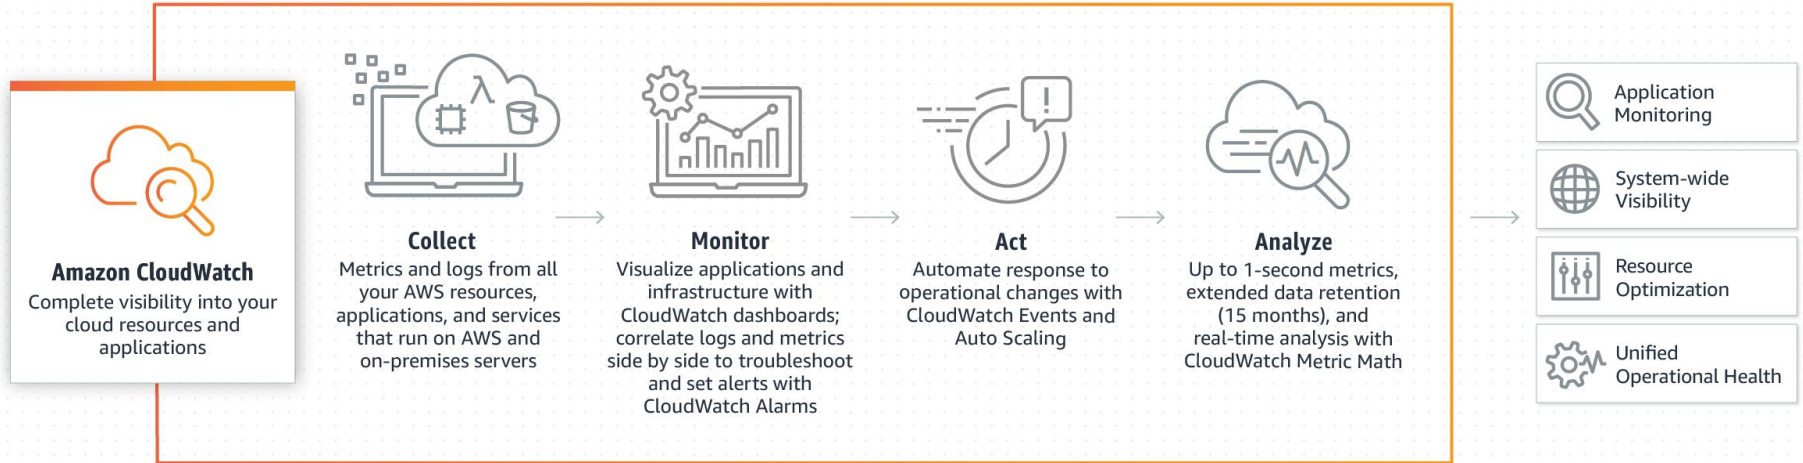 Amazon CloudWatch
Complete visibility into your
cloud resources and
applications
Collect
Metrics and logs from all
your AWS resources,
applications, and services
that run on AWS and
on-premises servers
Monitor
Visualize applications and
infrastructure with
CloudWatch dashboards;
correlate logs and metrics
side by side to troubleshoot
and set alerts with
CloudWatch Alarms
Act
Automate response to
operational changes with
CloudWatch Events and
Auto Scaling
Analyze
Up to 1-second metrics,
extended data retention
(15 months), and
real-time analysis with
CloudWatch Metric Math
Application
Monitoring
System-wide
Visibility
Resource
Optimization
Unified
Operational Health